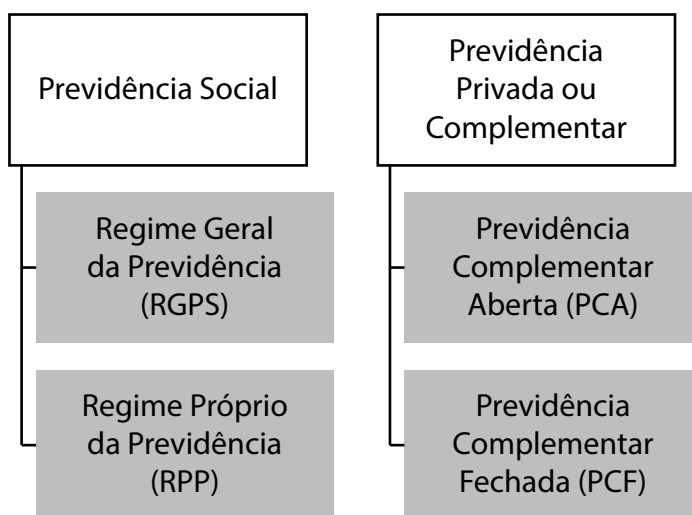 Previdência Social
Regime Geral
da Previdência
(RGPS)
Regime Próprio
da Previdência
(RPP)
Previdência
Privada ou
Complementar
Previdência
Complementar
Aberta (PCA)
Previdência
Complementar
Fechada (PCF)